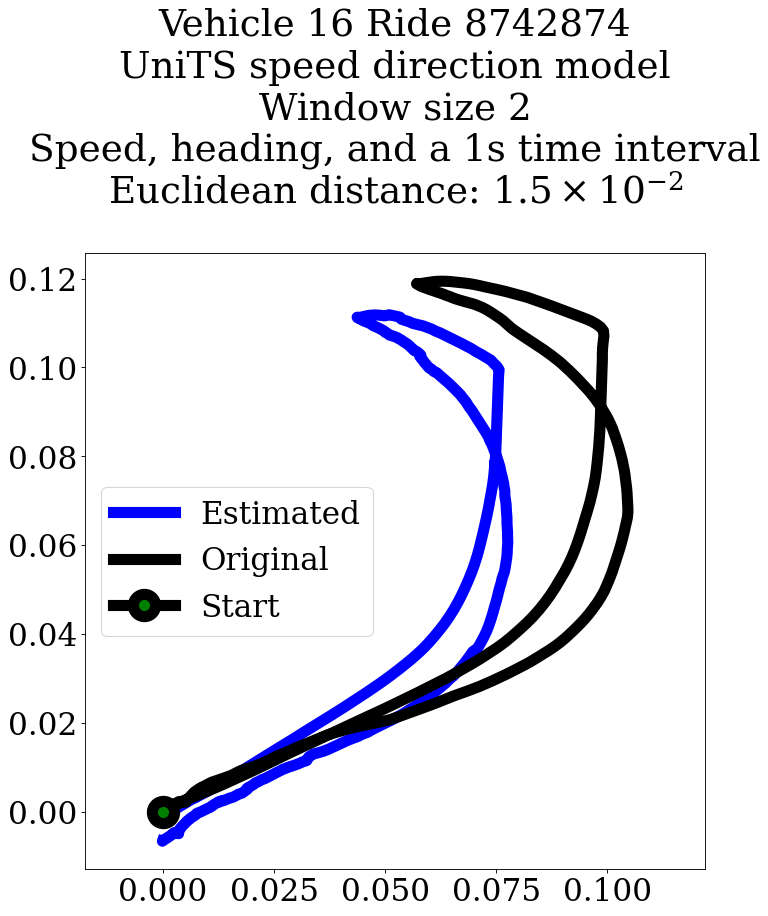 Vehicle 16 Ride 8742874
UniTS speed direction model
Window size 2
Speed, heading, and a 1s time interval
Euclidean distance: 1.5 × 10⁻²
0.12
0.10
0.08
0.06
0.04
0.02
0.00
Estimated
Original
Start
0.000 0.025 0.050 0.075 0.100